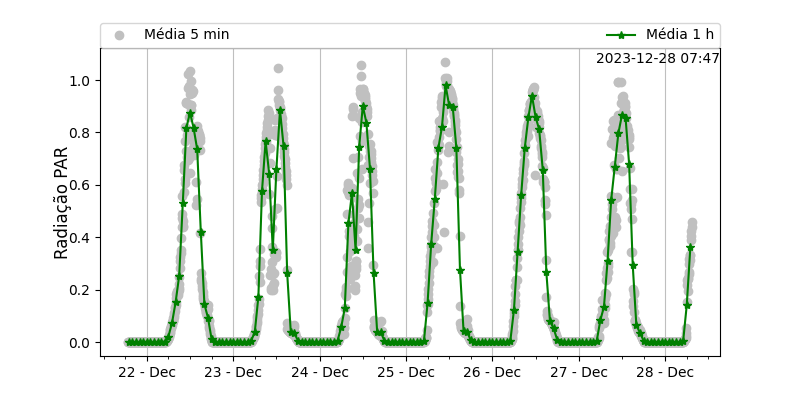 Média 5 min
Média 1 h
2023-12-28 07:47
Radiação PAR
1.0
0.8
0.6
0.4
0.2
0.0
22 - Dec
23 - Dec
24 - Dec
25 - Dec
26 - Dec
27 - Dec
28 - Dec